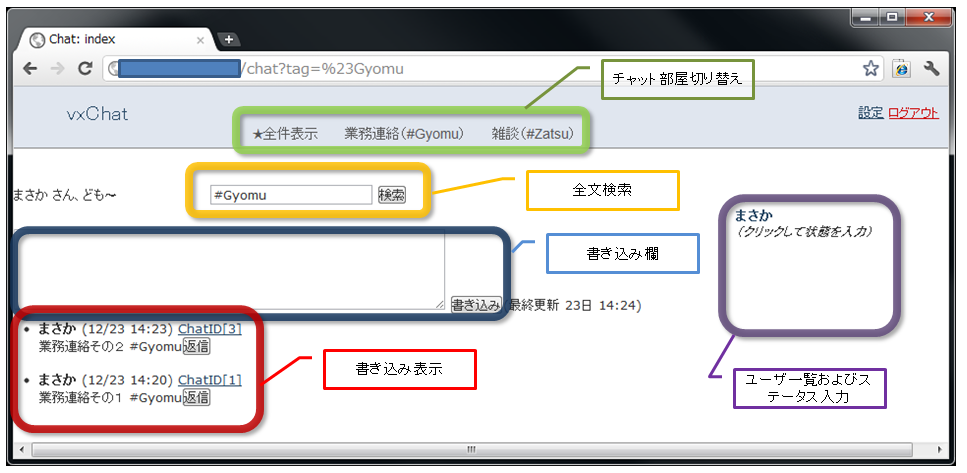 Chat: index
/chat?tag=%23Gyomu
チャット部屋切り替え
vxChat
★全件表示 業務連絡(#Gyomu) 雑談(#Zatsu)
設定 ログアウト
まさか さん、ども～
#Gyomu 検索
全文検索
まさか
(クリックして状態を入力)
書き込み欄
書き込み (最終更新 23日 14:24)
まさか (12/23 14:23) ChatID[3]
業務連絡その２ #Gyomu返信
まさか (12/23 14:20) ChatID[1]
業務連絡その１ #Gyomu返信
書き込み表示
ユーザ一覧およびス
テータス入力